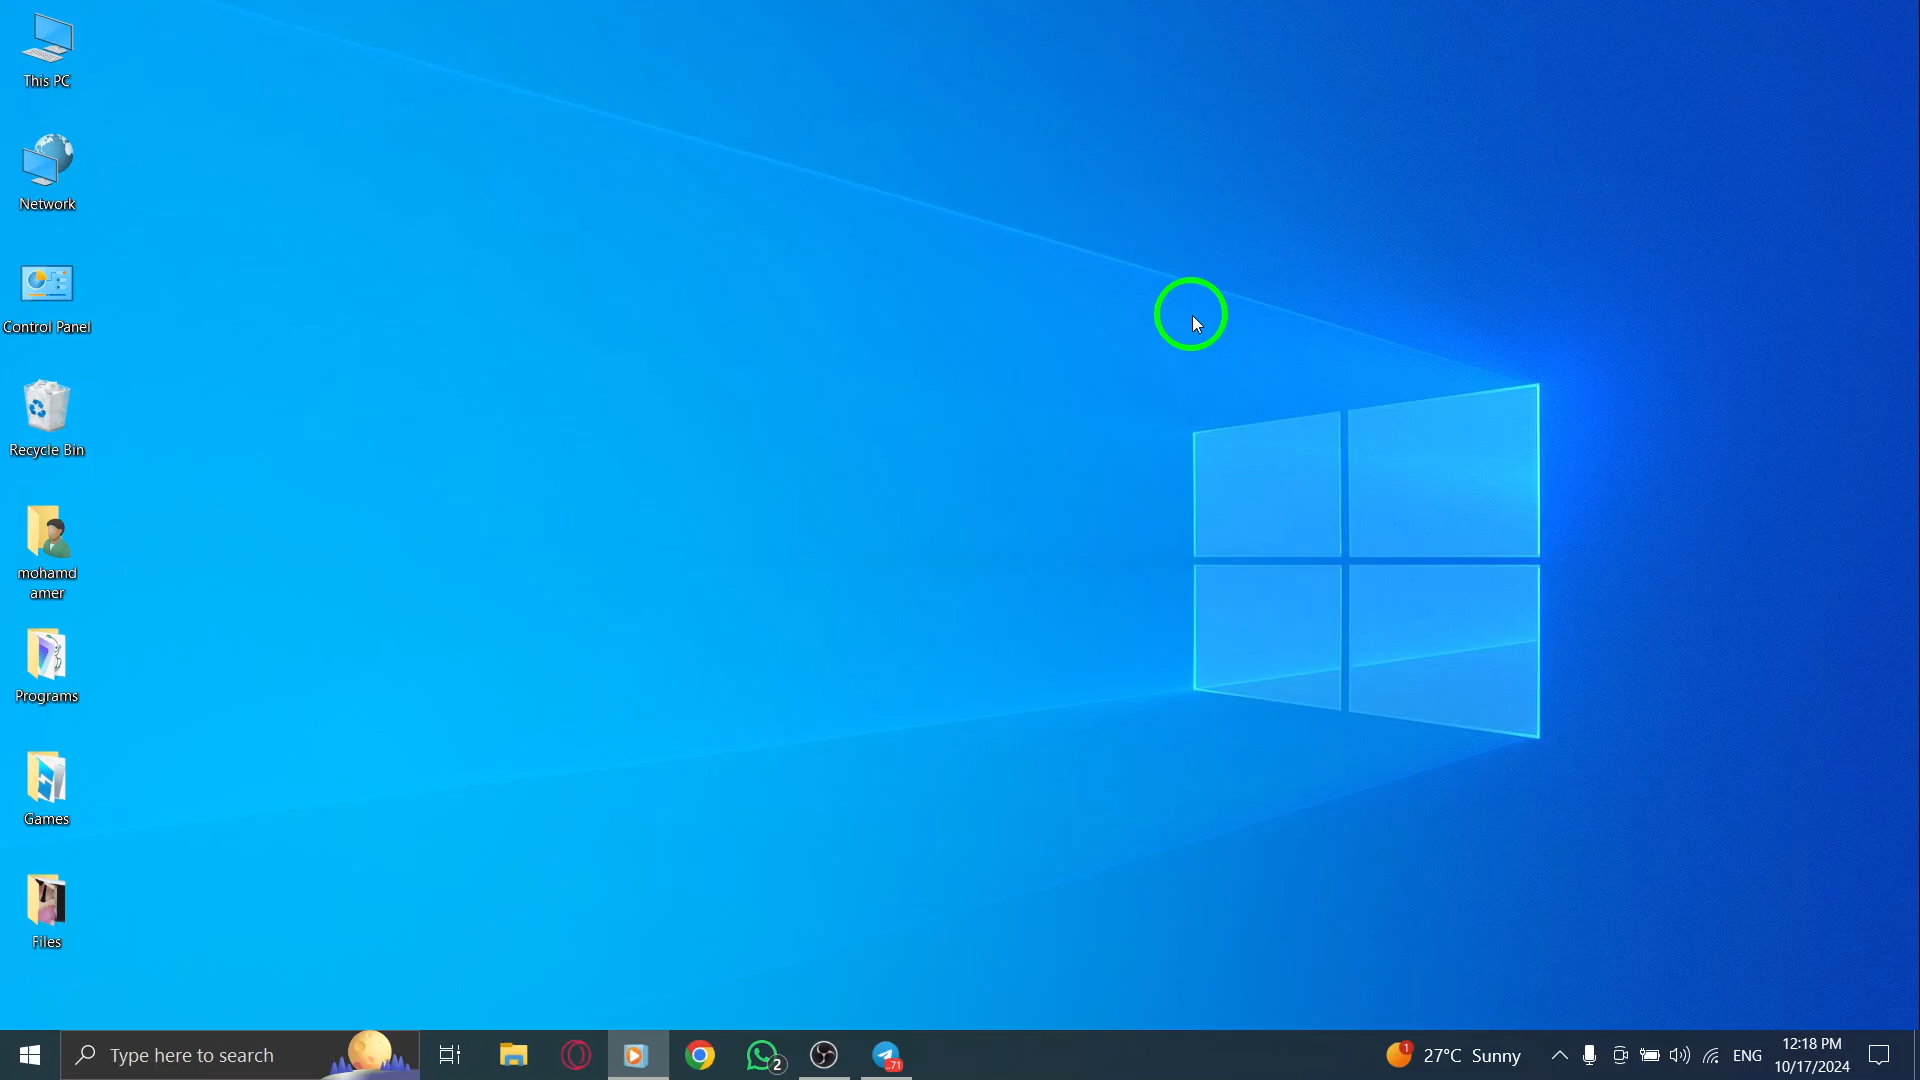 This PC
Network
Control Panel
Recycle Bin
mohamd
amer
Programs
Games
Files
Type here to search
2
71
1
27°C Sunny
ENG
12:18 PM
10/17/2024